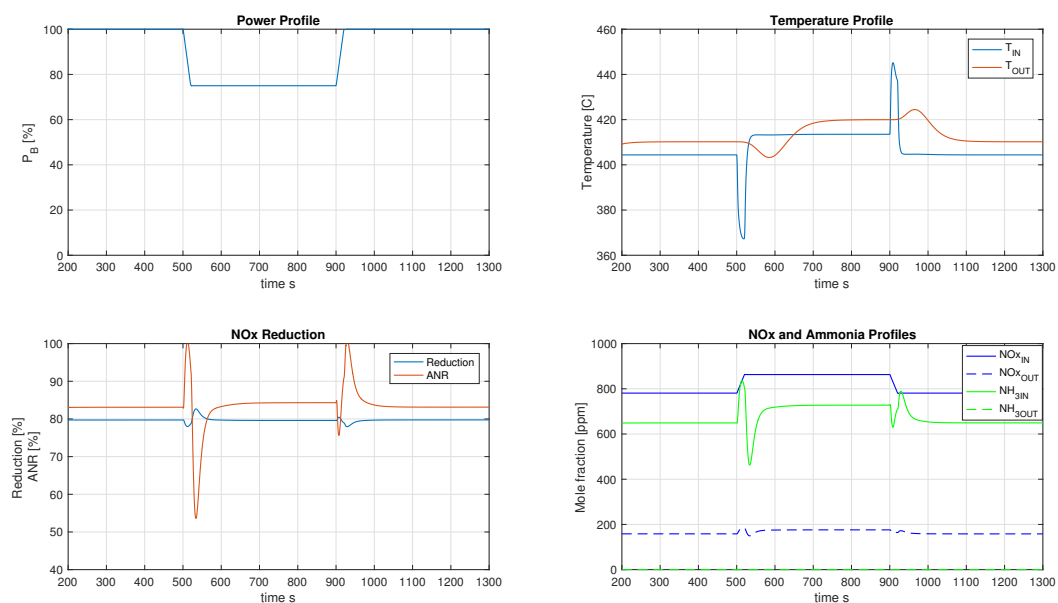 Power Profile
100
80
60
40
20
0
P_B [%]
200 300 400 500 600 700 800 900 1000 1100 1200 1300
time s
Temperature Profile
460
440
420
400
380
360
Temperature [C]
T_IN
T_OUT
200 300 400 500 600 700 800 900 1000 1100 1200 1300
time s
NOx Reduction
100
90
80
70
60
50
40
Reduction [%]
ANR [%]
Reduction
ANR
200 300 400 500 600 700 800 900 1000 1100 1200 1300
time s
NOx and Ammonia Profiles
1000
800
600
400
200
0
Mole fraction [ppm]
NOx_IN
NOx_OUT
NH_3IN
NH_3OUT
200 300 400 500 600 700 800 900 1000 1100 1200 1300
time s